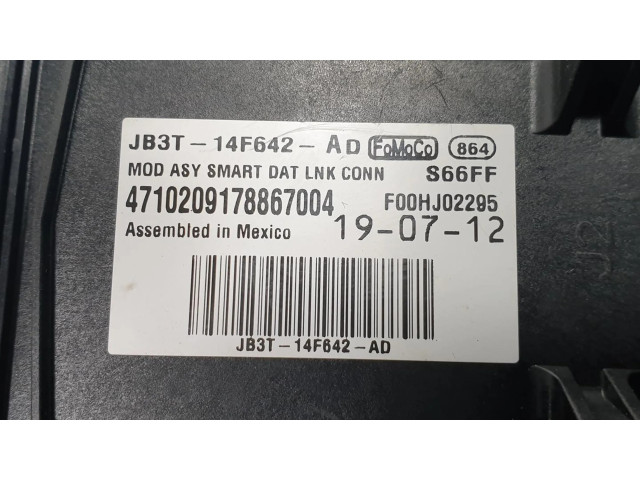 JB3T-14F642-AD FoMoCo 864
MOD ASY SMART DAT LNK CONN S66FF
4710209178867004 F00HJ02295
Assembled in Mexico 19-07-12
JB3T-14F642-AD
J2